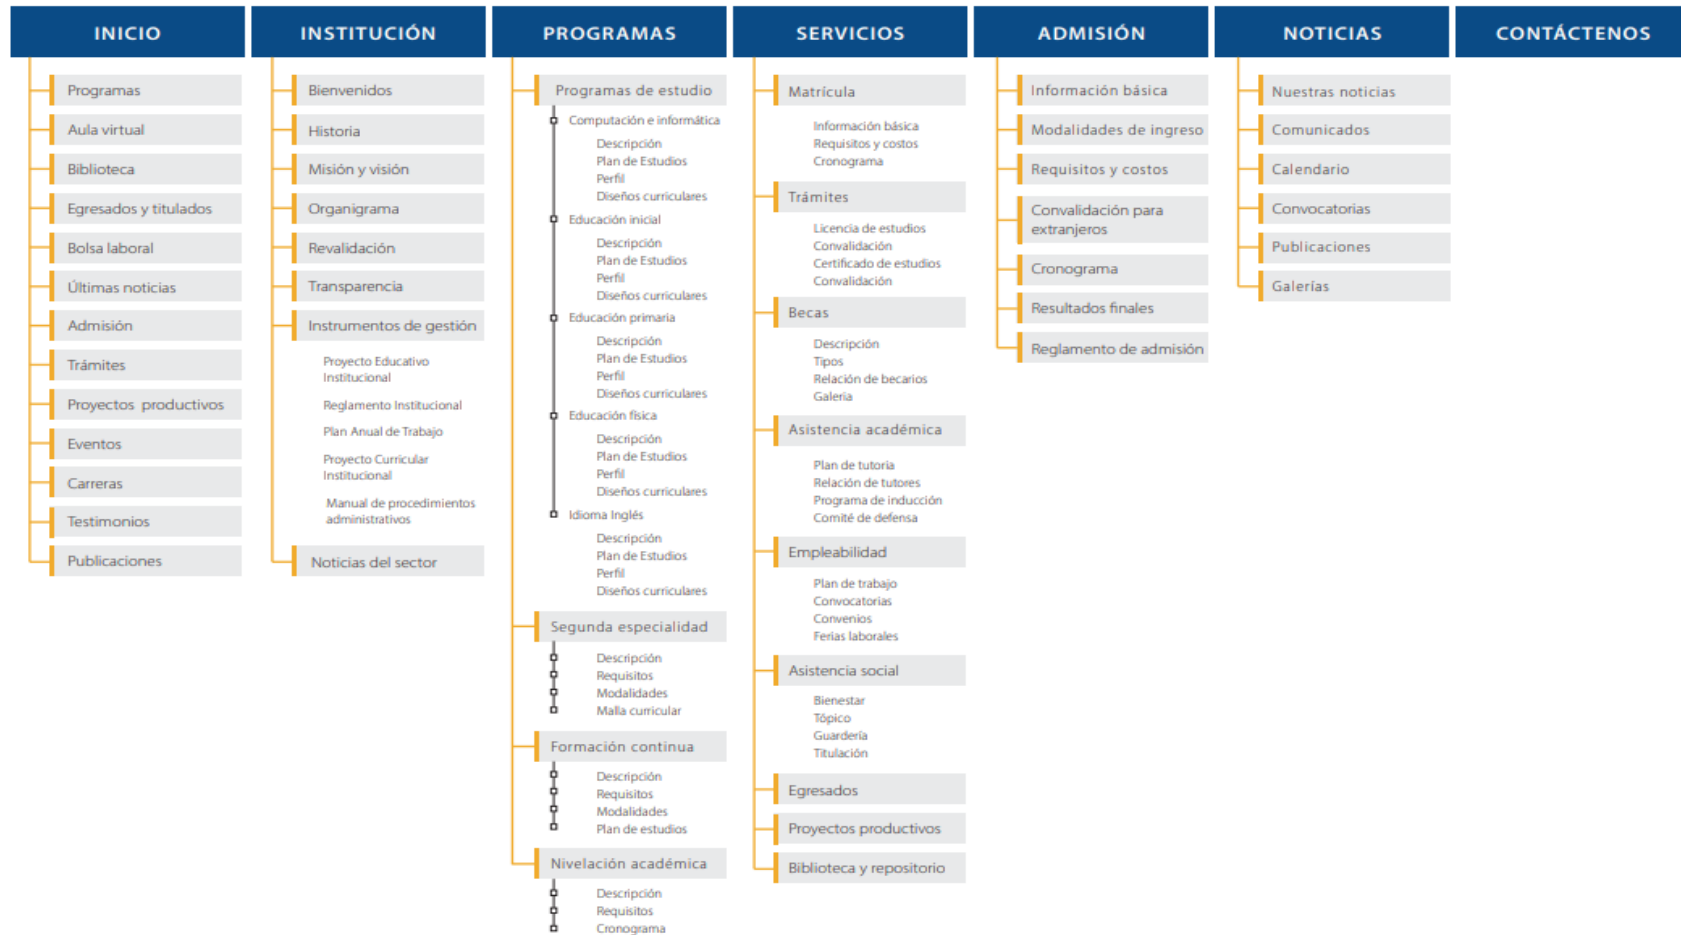 INICIO
Programas
Aula virtual
Biblioteca
Egresados y titulados
Bolsa laboral
Últimas noticias
Admisión
Trámites
Proyectos productivos
Eventos
Carreras
Testimonios
Publicaciones
INSTITUCIÓN
Bienvenidos
Historia
Misión y visión
Organigrama
Revalidación
Transparencia
Instrumentos de gestión
Proyecto Educativo
Institucional
Reglamento Institucional
Plan Anual de Trabajo
Proyecto Curricular
Institucional
Manual de procedimientos
administrativos
Noticias del sector
PROGRAMAS
Programas de estudio
Computación e informática
Descripción
Plan de Estudios
Perfil
Diseños curriculares
Educación inicial
Descripción
Plan de Estudios
Perfil
Diseños curriculares
Educación primaria
Descripción
Plan de Estudios
Perfil
Diseños curriculares
Educación física
Descripción
Plan de Estudios
Perfil
Diseños curriculares
Idioma Inglés
Descripción
Plan de Estudios
Perfil
Diseños curriculares
Segunda especialidad
Descripción
Requisitos
Modalidades
Malla curricular
Formación continua
Descripción
Requisitos
Modalidades
Plan de estudios
Nivelación académica
Descripción
Requisitos
Cronograma
SERVICIOS
Matrícula
Información básica
Requisitos y costos
Cronograma
Trámites
Licencia de estudios
Convalidación
Certificado de estudios
Convalidación
Becas
Descripción
Tipos
Relación de becarios
Galeria
Asistencia académica
Plan de tutoria
Relación de tutores
Programa de inducción
Comité de defensa
Empleabilidad
Plan de trabajo
Convocatorias
Convenios
Ferias laborales
Asistencia social
Bienestar
Tópico
Guardería
Titulación
Egresados
Proyectos productivos
Biblioteca y repositorio
ADMISIÓN
Información básica
Modalidades de ingreso
Requisitos y costos
Convalidación para
extranjeros
Cronograma
Resultados finales
Reglamento de admisión
NOTICIAS
Nuestras noticias
Comunicados
Calendario
Convocatorias
Publicaciones
Galerías
CONTÁCTENOS